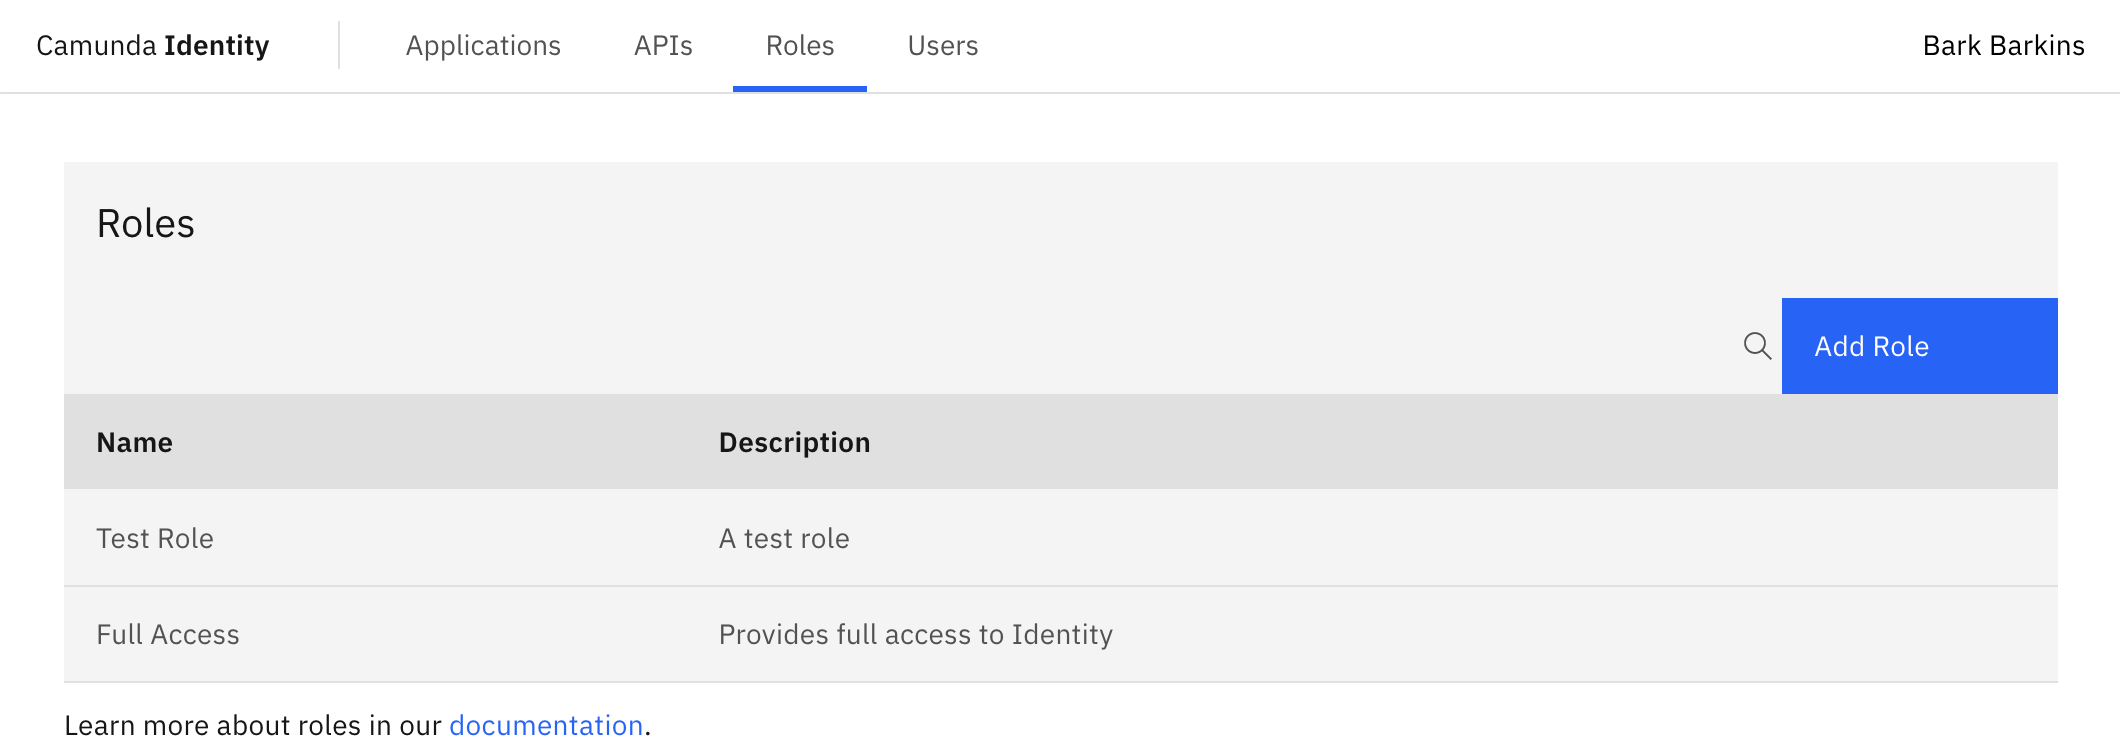 Camunda Identity Applications APIs Roles Users Bark Barkins
Roles
Add Role
Name Description
Test Role A test role
Full Access Provides full access to Identity
Learn more about roles in our documentation.